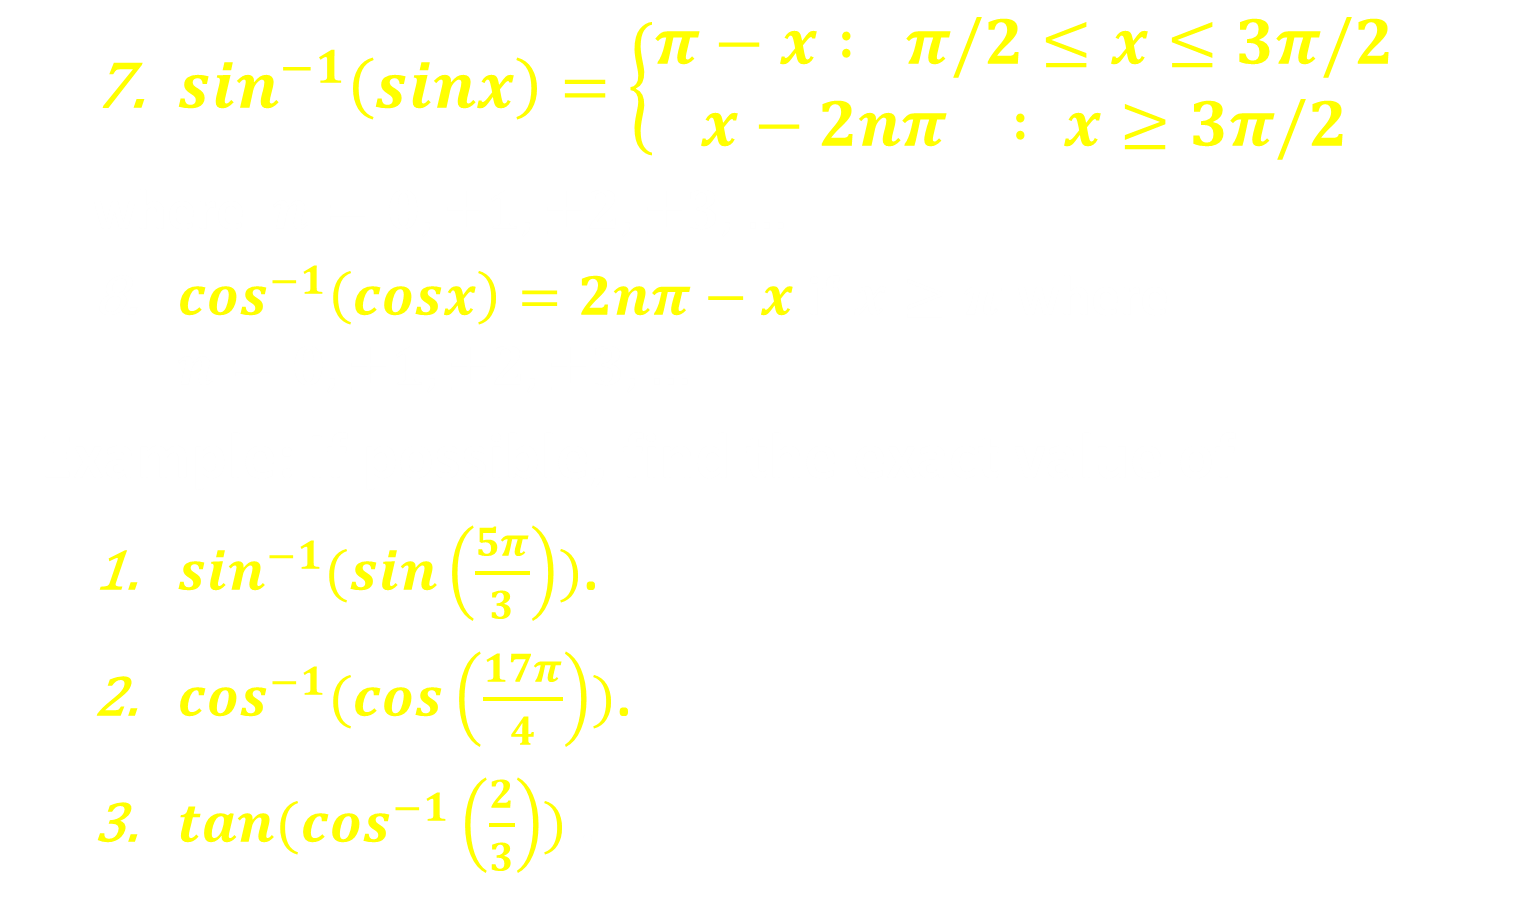 7. sin⁻¹(sinx) = { π − x : π/2 ≤ x ≤ 3π/2
x − 2nπ : x ≥ 3π/2
cos⁻¹(cosx) = 2nπ − x
1. sin⁻¹(sin(5π/3)).
2. cos⁻¹(cos(17π/4)).
3. tan(cos⁻¹(2/3))